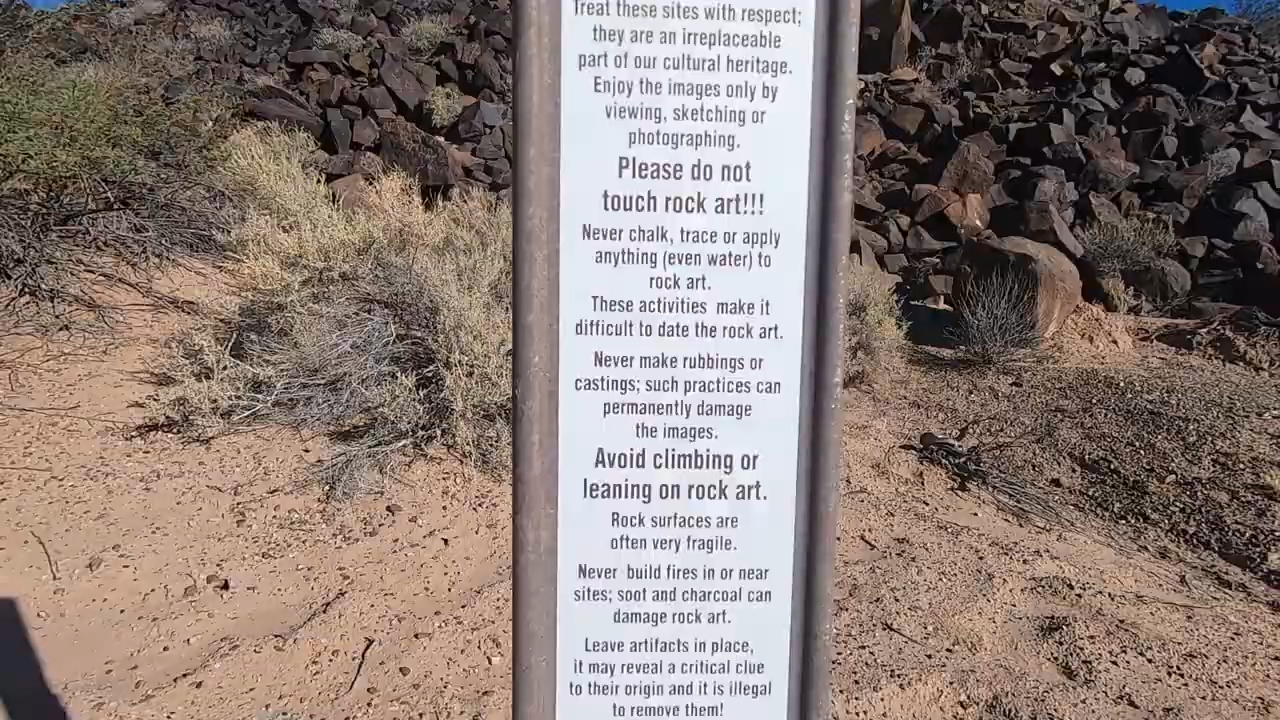 Treat these sites with respect;
they are an irreplaceable
part of our cultural heritage.
Enjoy the images only by
viewing, sketching or
photographing.
Please do not
touch rock art!!!
Never chalk, trace or apply
anything (even water) to
rock art.
These activities make it
difficult to date the rock art.
Never make rubbings or
castings; such practices can
permanently damage
the images.
Avoid climbing or
leaning on rock art.
Rock surfaces are
often very fragile.
Never build fires in or near
sites; soot and charcoal can
damage rock art.
Leave artifacts in place,
it may reveal a critical clue
to their origin and it is illegal
to remove them!